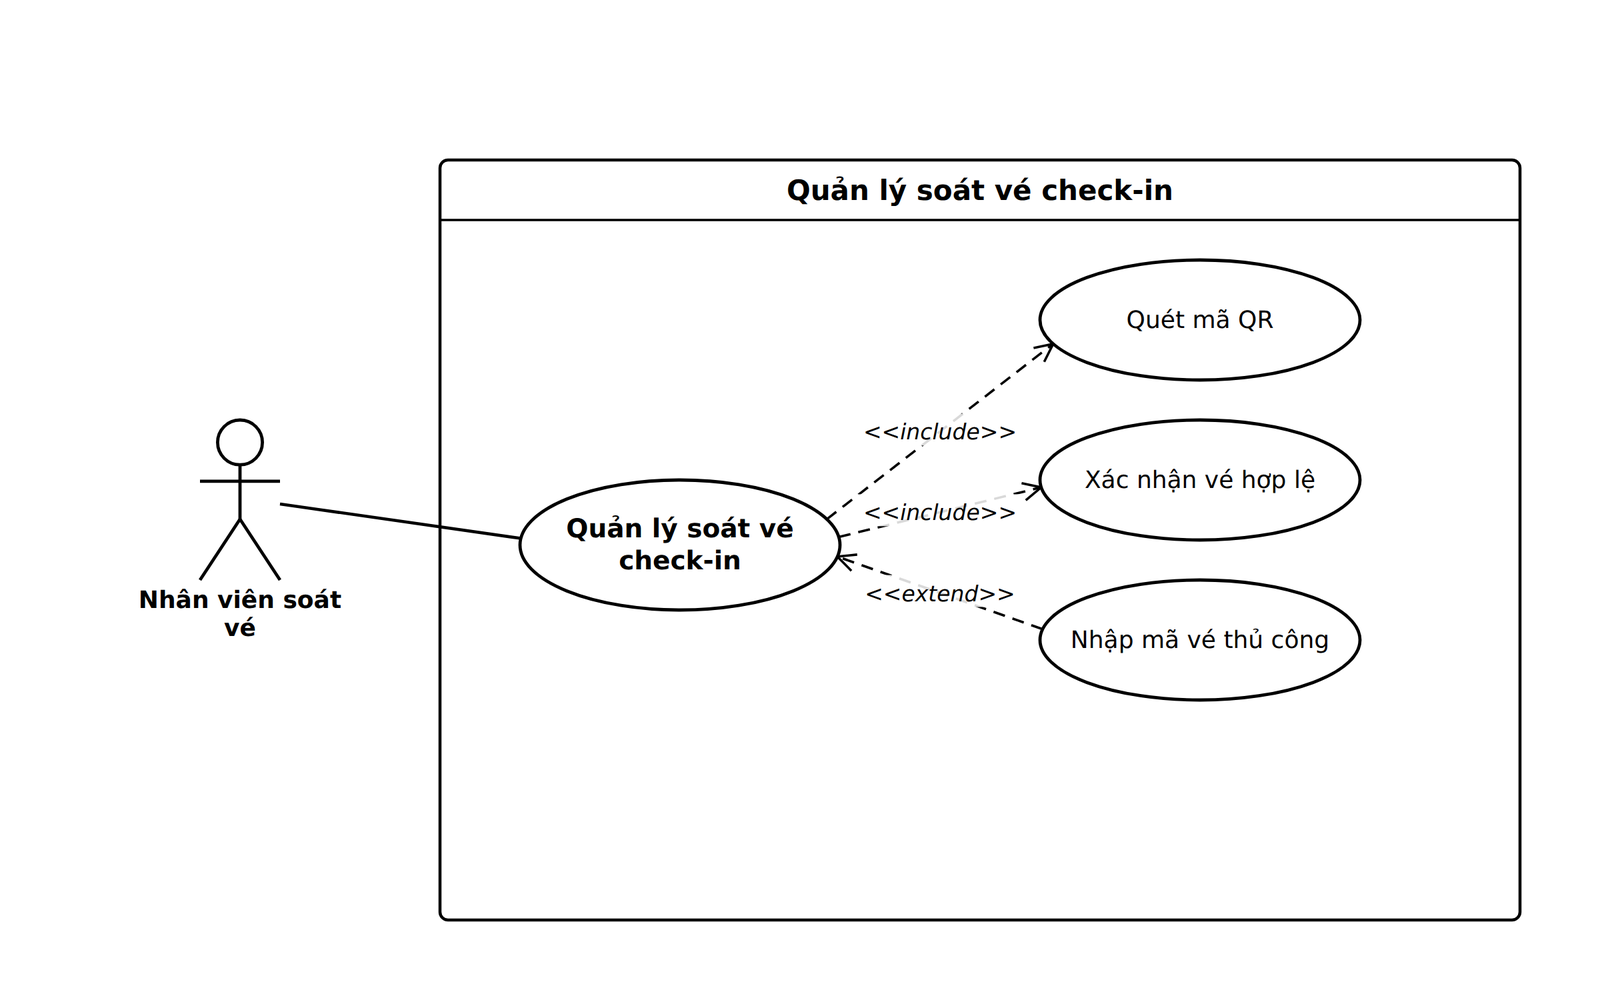 Quản lý soát vé check-in
Quét mã QR
<<include>>
Xác nhận vé hợp lệ
<<include>>
Quản lý soát vé
check-in
<<extend>>
Nhân viên soát
vé
Nhập mã vé thủ công